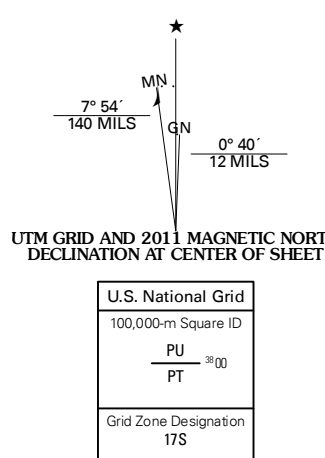 ★
MN
GN
7° 54´
140 MILS
0° 40´
12 MILS
UTM GRID AND 2011 MAGNETIC NORT
DECLINATION AT CENTER OF SHEET
U.S. National Grid
100,000-m Square ID
PU
3800
PT
Grid Zone Designation
17S